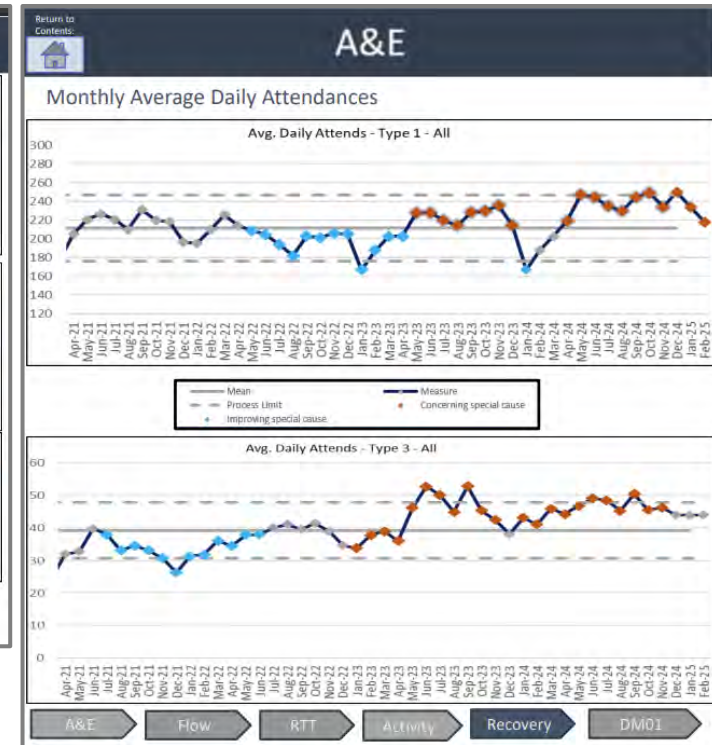 Return to
Contents:
A&E
Monthly Average Daily Attendances
Avg. Daily Attends - Type 1 - All
300
280
260
240
220
200
180
160
140
120
Apr-21
May-21
Jun-21
Jul-21
Aug-21
Sep-21
Oct-21
Nov-21
Dec-21
Jan-22
Feb-22
Mar-22
Apr-22
May-22
Jun-22
Jul-22
Aug-22
Sep-22
Oct-22
Nov-22
Dec-22
Jan-23
Feb-23
Mar-23
Apr-23
May-23
Jun-23
Jul-23
Aug-23
Sep-23
Oct-23
Nov-23
Dec-23
Jan-24
Feb-24
Mar-24
Apr-24
May-24
Jun-24
Jul-24
Aug-24
Sep-24
Oct-24
Nov-24
Dec-24
Jan-25
Feb-25
Mean
Measure
Process Limit
Concerning special cause
Improving special cause
Avg. Daily Attends - Type 3 - All
60
50
40
30
20
10
0
Apr-21
May-21
Jun-21
Jul-21
Aug-21
Sep-21
Oct-21
Nov-21
Dec-21
Jan-22
Feb-22
Mar-22
Apr-22
May-22
Jun-22
Jul-22
Aug-22
Sep-22
Oct-22
Nov-22
Dec-22
Jan-23
Feb-23
Mar-23
Apr-23
May-23
Jun-23
Jul-23
Aug-23
Sep-23
Oct-23
Nov-23
Dec-23
Jan-24
Feb-24
Mar-24
Apr-24
May-24
Jun-24
Jul-24
Aug-24
Sep-24
Oct-24
Nov-24
Dec-24
Jan-25
Feb-25
A&E
Flow
RTT
Activity
Recovery
DM01